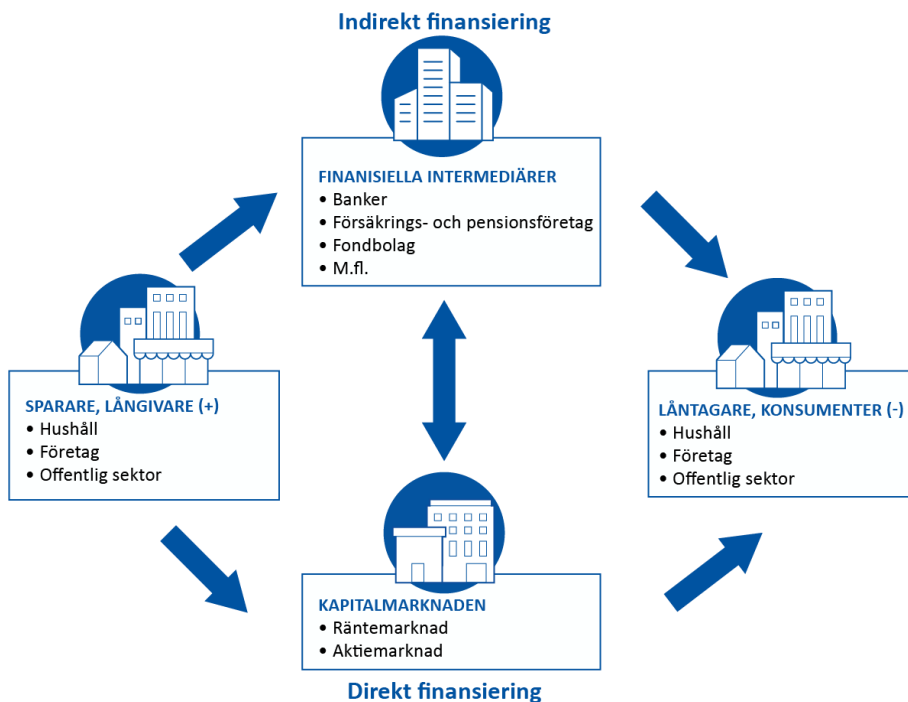 Indirekt finansiering
FINANISIELLA INTERMEDIÄRER
• Banker
• Försäkrings- och pensionsföretag
• Fondbolag
• M.fl.
SPARARE, LÅNGIVARE (+)
• Hushåll
• Företag
• Offentlig sektor
LÅNTAGARE, KONSUMENTER (-)
• Hushåll
• Företag
• Offentlig sektor
KAPITALMARKNADEN
• Räntemarknad
• Aktiemarknad
Direkt finansiering